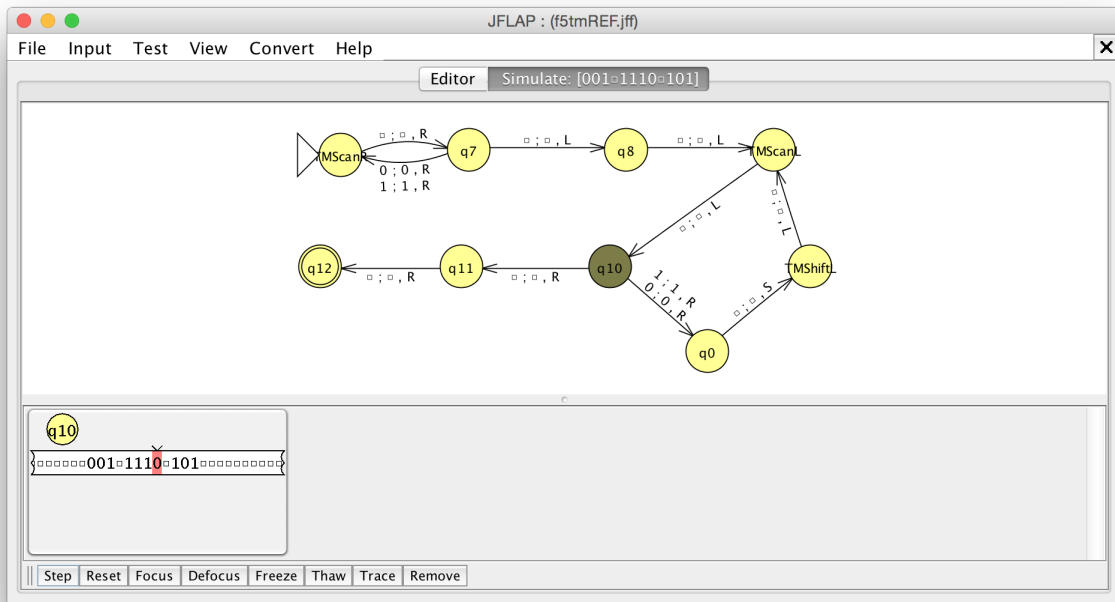 JFLAP : (f5tmREF.jff)
File Input Test View Convert Help
Editor Simulate: [001□1110□101]
□ ; □ , R
□ ; □ , L
□ ; □ , L
q7
q8
TMScanL
0 ; 0 , R
1 ; 1 , R
□ ; □ , L
□ ; □ , L
q12
q11
q10
TMShiftL
□ ; □ , R
□ ; □ , R
1 ; 1 , R
0 ; 0 , R
□ ; □ , S
q0
q10
□□□□□□001□1110□101□□□□□□□□□□
Step Reset Focus Defocus Freeze Thaw Trace Remove